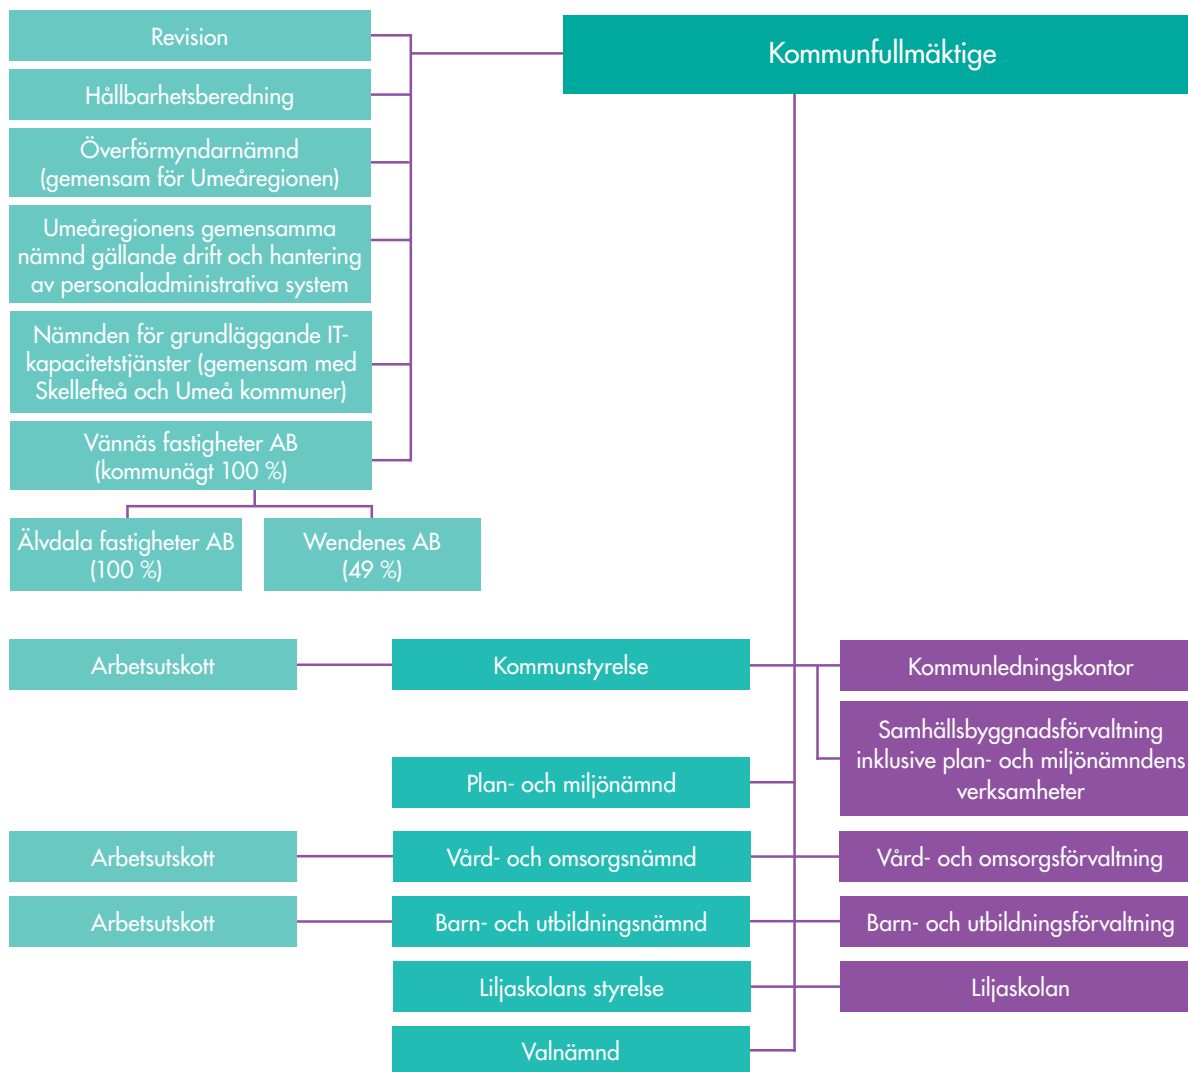 Kommunfullmäktige
Revision
Hållbarhetsberedning
Överförmyndarnämnd
(gemensam för Umeåregionen)
Umeåregionens gemensamma
nämnd gällande drift och hantering
av personaladministrativa system
Nämnden för grundläggande IT-
kapacitetstjänster (gemensam med
Skellefteå och Umeå kommuner)
Vännäs fastigheter AB
(kommunägt 100 %)
Älvdala fastigheter AB
(100 %)
Wendenes AB
(49 %)
Arbetsutskott
Kommunstyrelse
Kommunledningskontor
Samhällsbyggnadsförvaltning
inklusive plan- och miljönämndens
verksamheter
Plan- och miljönämnd
Arbetsutskott
Vård- och omsorgsnämnd
Vård- och omsorgsförvaltning
Arbetsutskott
Barn- och utbildningsnämnd
Barn- och utbildningsförvaltning
Liljaskolans styrelse
Liljaskolan
Valnämnd